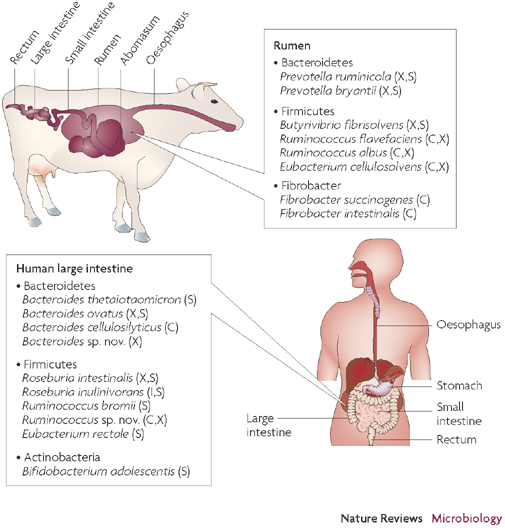 Rectum
Large intestine
Small intestine
Rumen
Abomasum
Oesophagus
Rumen
• Bacteroidetes
Prevotella ruminicola (X,S)
Prevotella bryantii (X,S)
• Firmicutes
Butyrivibrio fibrisolvens (X,S)
Ruminococcus flavefaciens (C,X)
Ruminococcus albus (C,X)
Eubacterium cellulosolvens (C,X)
• Fibrobacter
Fibrobacter succinogenes (C)
Fibrobacter intestinalis (C)
Human large intestine
• Bacteroidetes
Bacteroides thetaiotaomicron (S)
Bacteroides ovatus (X,S)
Bacteroides cellulosilyticus (C)
Bacteroides sp. nov. (X)
• Firmicutes
Roseburia intestinalis (X,S)
Roseburia inulinivorans (I,S)
Ruminococcus bromii (S)
Ruminococcus sp. nov. (C,X)
Eubacterium rectale (S)
• Actinobacteria
Bifidobacterium adolescentis (S)
Oesophagus
Stomach
Small
intestine
Rectum
Large
intestine
Nature Reviews Microbiology